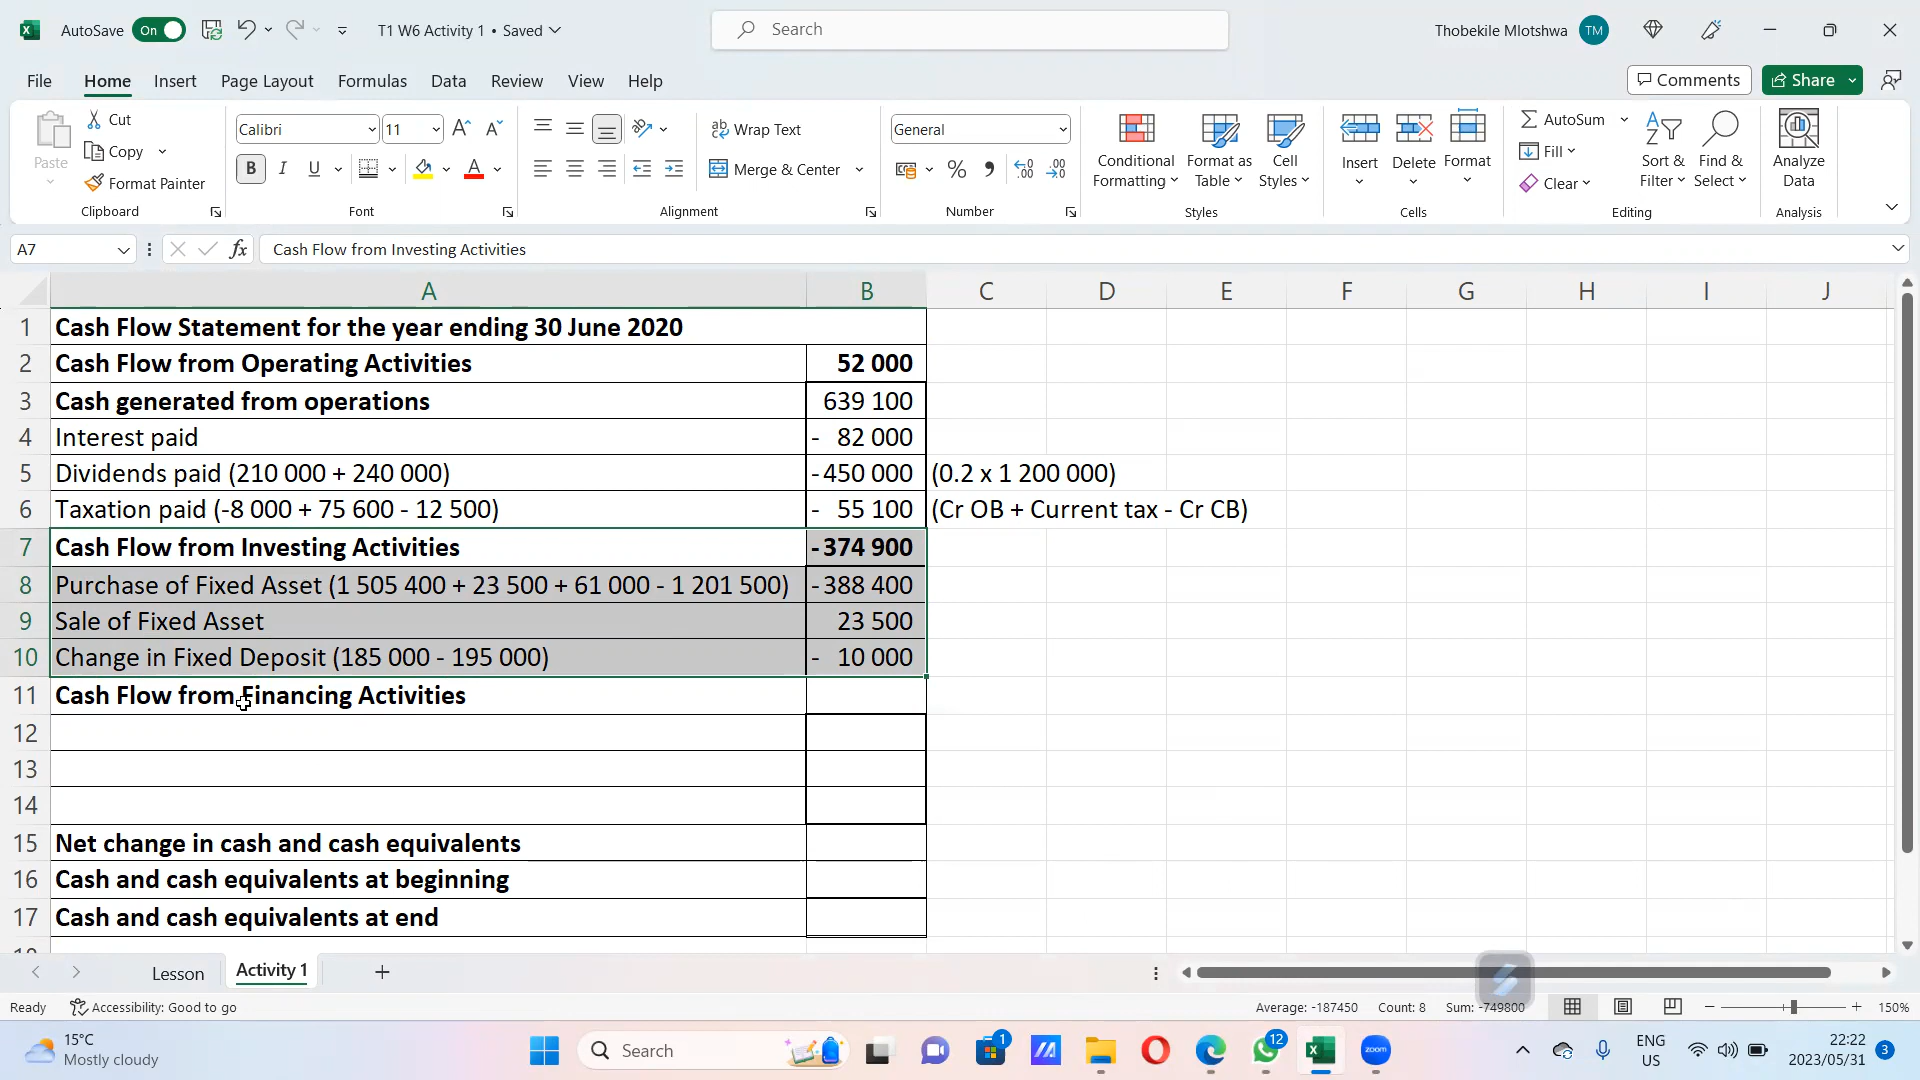 AutoSave On T1 W6 Activity 1 • Saved Search Thobekile Mlotshwa TM
File Home Insert Page Layout Formulas Data Review View Help Comments Share
Paste Cut Copy Format Painter Clipboard
Calibri 11 B I U A Font
Wrap Text Merge & Center Alignment
General % Number
Conditional Formatting Format as Table Cell Styles Styles
Insert Delete Format Cells
AutoSum Fill Clear Sort & Filter Find & Select Editing
Analyze Data Analysis
A7 fx Cash Flow from Investing Activities
A B C D E F G H I J
1 Cash Flow Statement for the year ending 30 June 2020
2 Cash Flow from Operating Activities 52 000
3 Cash generated from operations 639 100
4 Interest paid - 82 000
5 Dividends paid (210 000 + 240 000) -450 000 (0.2 x 1 200 000)
6 Taxation paid (-8 000 + 75 600 - 12 500) - 55 100 (Cr OB + Current tax - Cr CB)
7 Cash Flow from Investing Activities -374 900
8 Purchase of Fixed Asset (1 505 400 + 23 500 + 61 000 - 1 201 500) -388 400
9 Sale of Fixed Asset 23 500
10 Change in Fixed Deposit (185 000 - 195 000) - 10 000
11 Cash Flow from Financing Activities
12
13
14
15 Net change in cash and cash equivalents
16 Cash and cash equivalents at beginning
17 Cash and cash equivalents at end
Lesson Activity 1
Ready Accessibility: Good to go Average: -187450 Count: 8 Sum: -749800 150%
15°C
Mostly cloudy
Search 1 12 zoom
ENG
US
22:22
2023/05/31 3